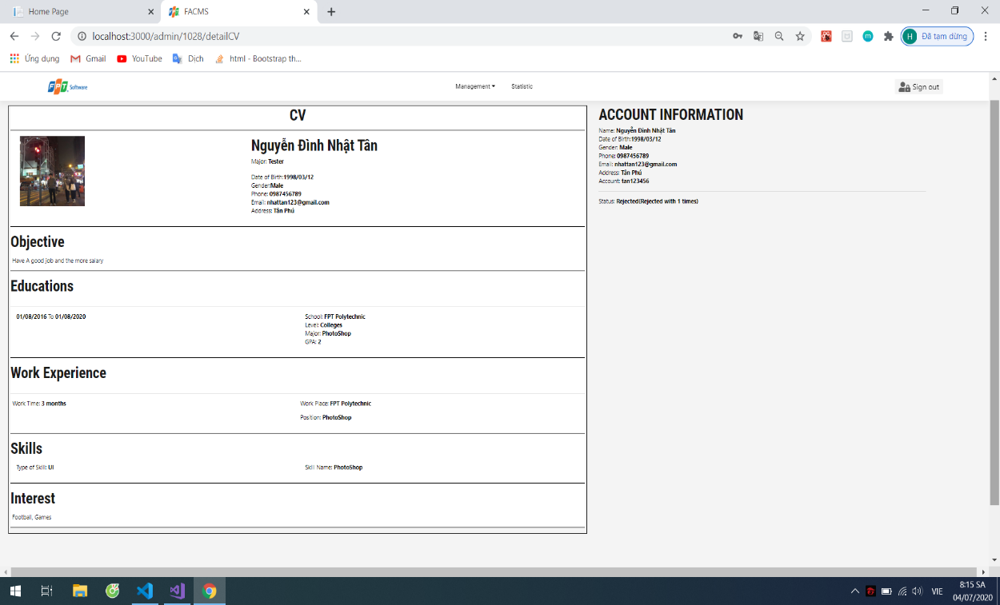 Home Page
FACMS
localhost:3000/admin/1028/detailCV
H Đã tạm dừng
Ứng dụng Gmail YouTube Dịch html - Bootstrap th...
FPT Software
Management
Statistic
Sign out
CV
Nguyễn Đình Nhật Tân
Major: Tester
Date of Birth:1998/03/12
Gender:Male
Phone: 0987456789
Email: nhattan123@gmail.com
Address: Tân Phú
Objective
Have A good job and the more salary
Educations
01/08/2016 To 01/08/2020
School: FPT Polytechnic
Level: Colleges
Major: PhotoShop
GPA: 2
Work Experience
Work Time: 3 months
Work Place: FPT Polytechnic
Position: PhotoShop
Skills
Type of Skill: UI
Skill Name: PhotoShop
Interest
Football, Games
ACCOUNT INFORMATION
Name: Nguyễn Đình Nhật Tân
Date of Birth:1998/03/12
Gender: Male
Phone: 0987456789
Email: nhattan123@gmail.com
Address: Tân Phú
Account: tan123456
Status: Rejected(Rejected with 1 times)
VIE
8:15 SA
04/07/2020